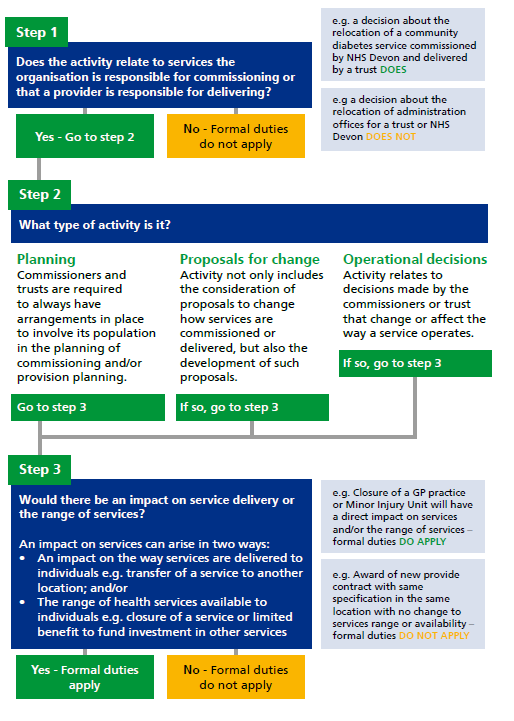 Step 1
Does the activity relate to services the
organisation is responsible for commissioning or
that a provider is responsible for delivering?
e.g. a decision about the
relocation of a community
diabetes service commissioned
by NHS Devon and delivered
by a trust DOES
e.g a decision about the
relocation of administration
offices for a trust or NHS
Devon DOES NOT
Yes - Go to step 2
No - Formal duties
do not apply
Step 2
What type of activity is it?
Planning
Commissioners and
trusts are required
to always have
arrangements in place
to involve its population
in the planning of
commissioning and/or
provision planning.
Go to step 3
Proposals for change
Activity not only includes
the consideration of
proposals to change
how services are
commissioned or
delivered, but also the
development of such
proposals.
If so, go to step 3
Operational decisions
Activity relates to
decisions made by the
commissioners or trust
that change or affect the
way a service operates.
If so, go to step 3
Step 3
Would there be an impact on service delivery or
the range of services?
An impact on services can arise in two ways:
• An impact on the way services are delivered to
individuals e.g. transfer of a service to another
location; and/or
• The range of health services available to
individuals e.g. closure of a service or limited
benefit to fund investment in other services
e.g. Closure of a GP practice
or Minor Injury Unit will have
a direct impact on services
and/or the range of services –
formal duties DO APPLY
e.g. Award of new provide
contract with same
specification in the same
location with no change to
services range or availability –
formal duties DO NOT APPLY
Yes - Formal duties
apply
No - Formal duties
do not apply